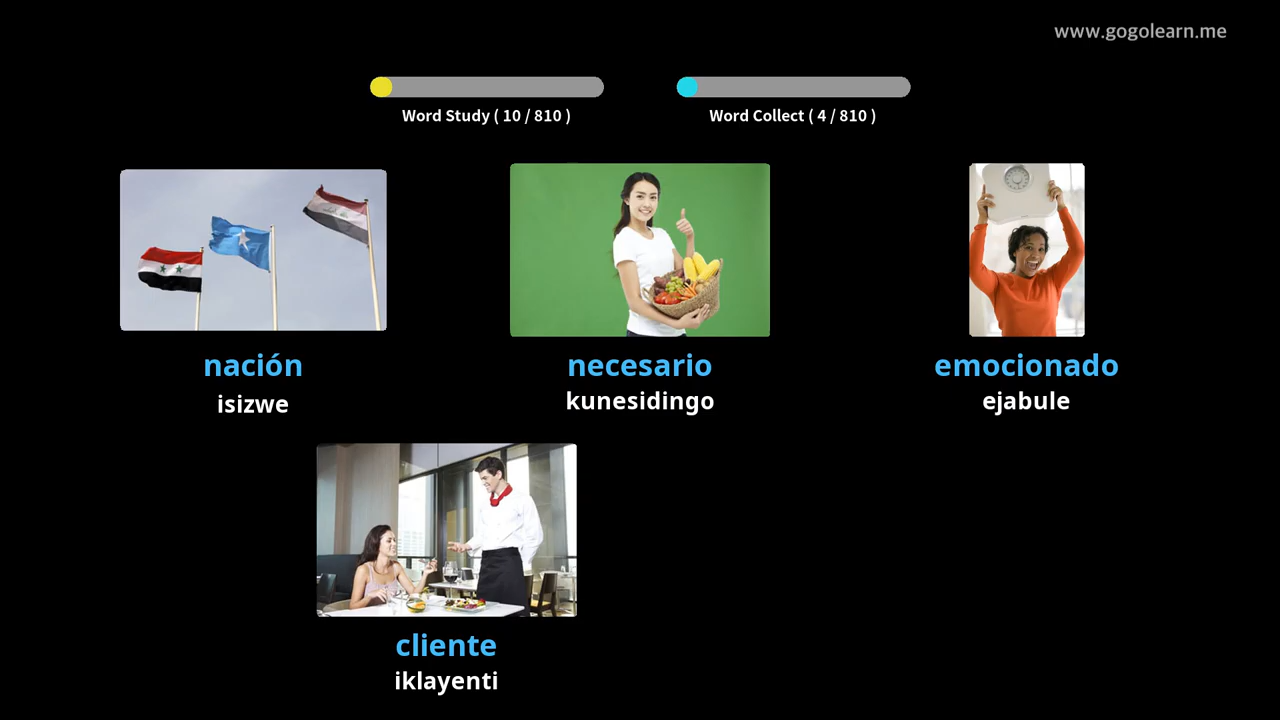 www.gogolearn.me
Word Study ( 10 / 810 )
Word Collect ( 4 / 810 )
nación
isizwe
necesario
kunesidingo
emocionado
ejabule
cliente
iklayenti